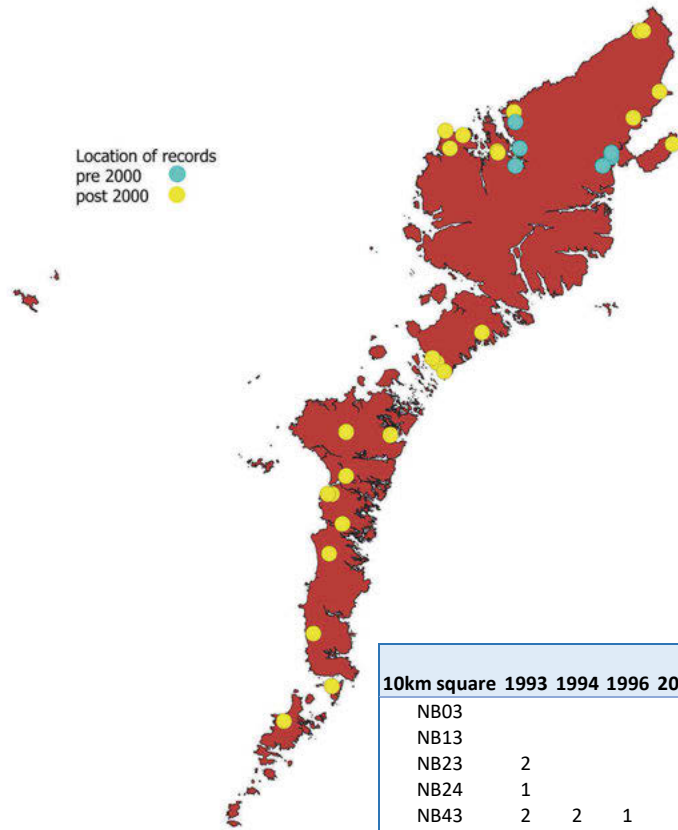 Location of records
pre 2000
post 2000
10km square 1993 1994 1996 20
NB03
NB13
NB23 2
NB24 1
NB43 2 2 1